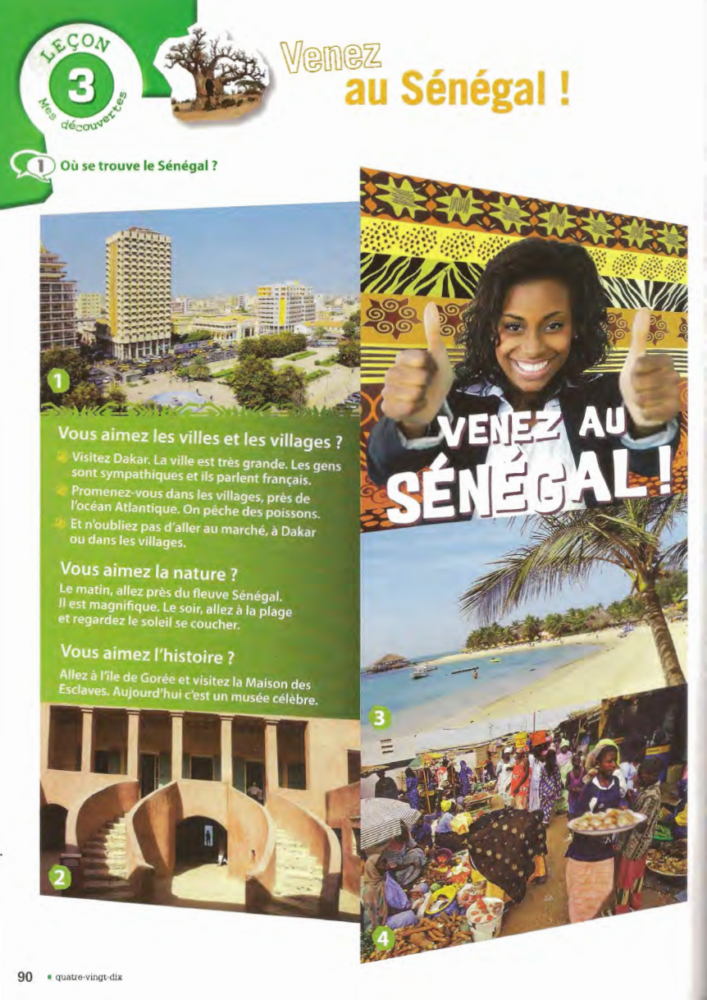 LEÇON
3
Mes découvertes
Venez
au Sénégal !
1 Où se trouve le Sénégal ?
1
Vous aimez les villes et les villages ?
Visitez Dakar. La ville est très grande. Les gens
sont sympathiques et ils parlent français.
Promenez-vous dans les villages, près de
l'océan Atlantique. On pêche des poissons.
Et n'oubliez pas d'aller au marché, à Dakar
ou dans les villages.
Vous aimez la nature ?
Le matin, allez près du fleuve Sénégal.
Il est magnifique. Le soir, allez à la plage
et regardez le soleil se coucher.
Vous aimez l'histoire ?
Allez à l'île de Gorée et visitez la Maison des
Esclaves. Aujourd'hui c'est un musée célèbre.
2
VENEZ AU
SÉNÉGAL !
3
4
90 ▪ quatre-vingt-dix